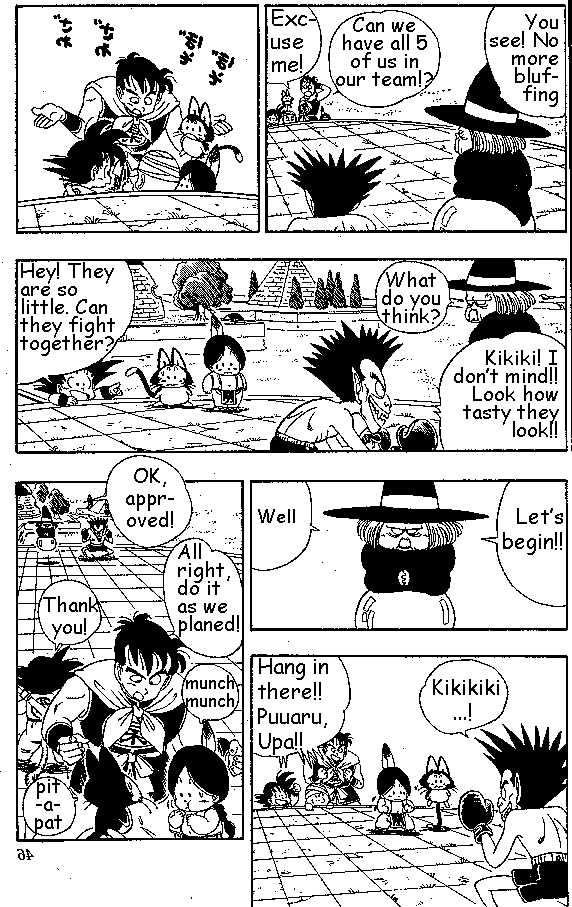 Exc-
use
me!
Can we
have all 5
of us in
our team!?
You
see! No
more
bluf-
fing
Hey! They
are so
little. Can
they fight
together?
What
do you
think?
Kikiki! I
don't mind!!
Look how
tasty they
look!!
OK,
appr-
oved!
Thank
you!
All
right,
do it
as we
planed!
munch
munch
pit
-a-
pat
Well
Let's
begin!!
Hang in
there!!
Puuaru,
Upa!!
Kikikiki
...!
46